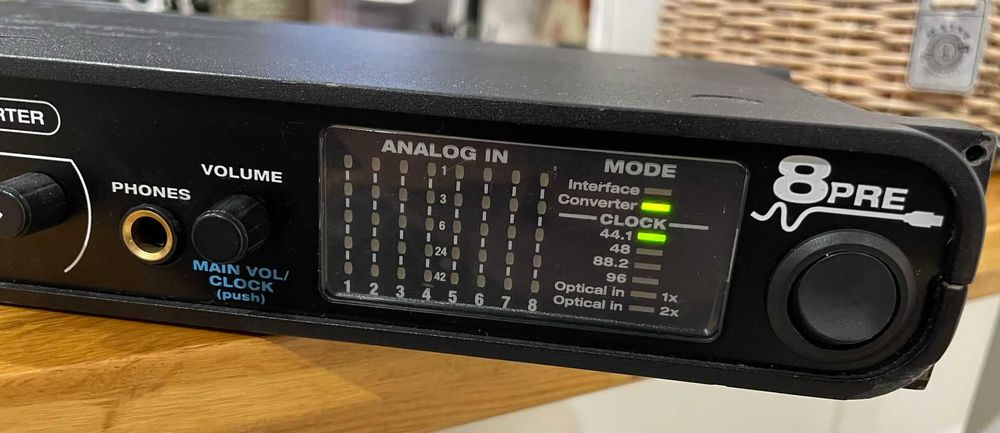 RTER
PHONES
VOLUME
MAIN VOL/
CLOCK
(push)
ANALOG IN
1
3
6
24
42
1 2 3 4 5 6 7 8
MODE
Interface
Converter
CLOCK
44.1
48
88.2
96
Optical in 1x
Optical in 2x
8PRE